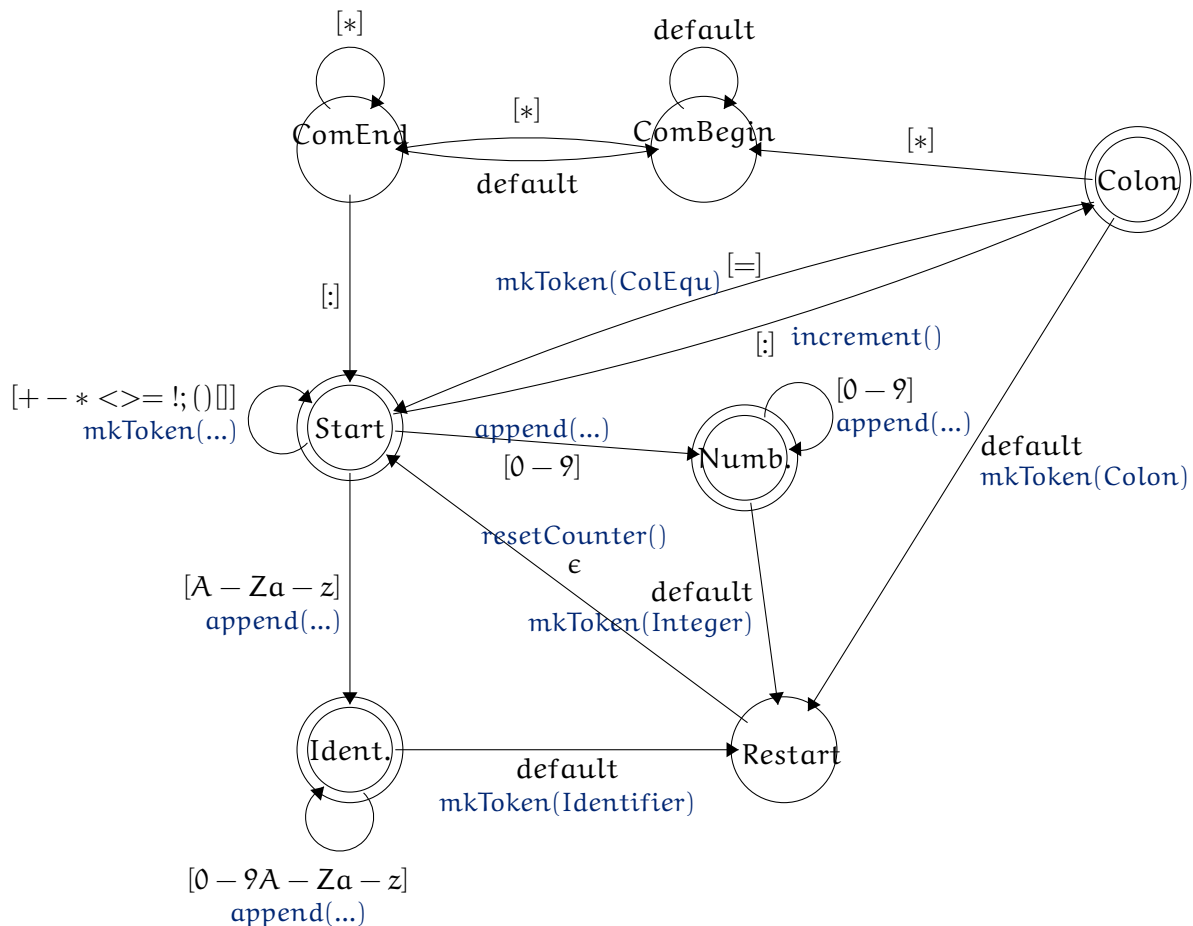 [*]
default
ComEnd
[*]
ComBegin
default
[*]
Colon
[:]
[=]
mkToken(ColEqu)
[:]
increment()
[+ − * <>= !; ()[]]
mkToken(...)
Start
append(...)
[0 − 9]
Numb.
[0 − 9]
append(...)
default
mkToken(Colon)
resetCounter()
ϵ
[A − Za − z]
append(...)
default
mkToken(Integer)
Ident.
default
mkToken(Identifier)
Restart
[0 − 9A − Za − z]
append(...)